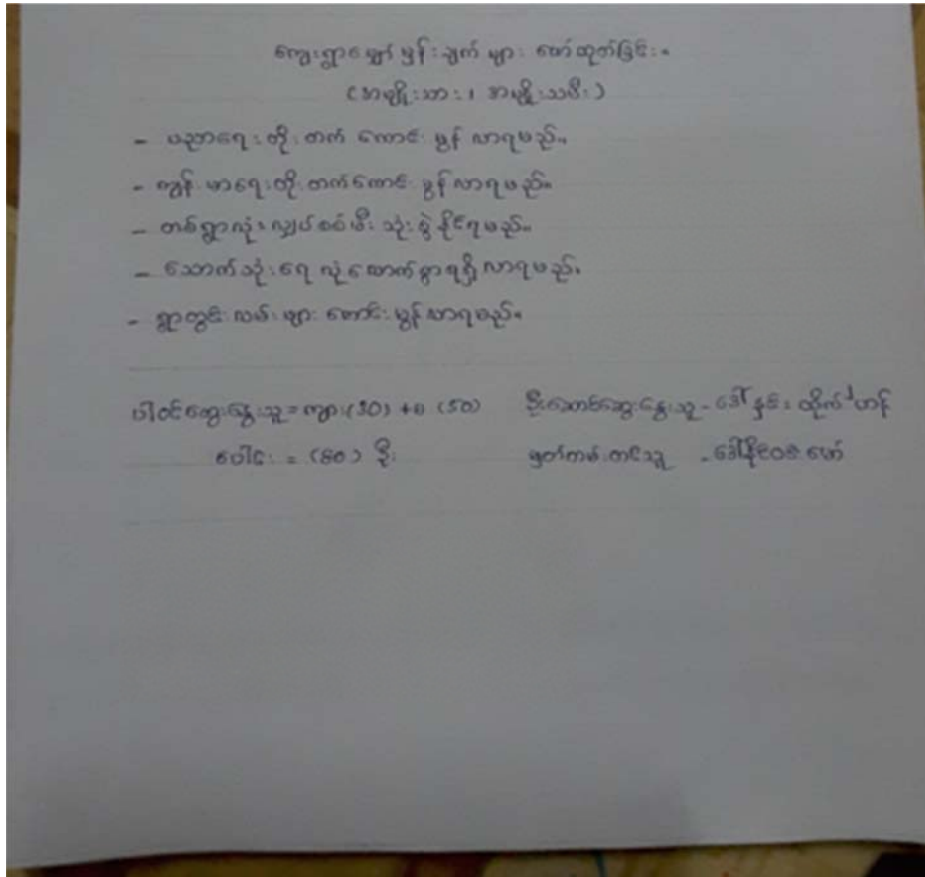 ကျေးရွာမျှော်မှန်းချက် များ ဖော်ထုတ်ခြင်း။
(အမျိုးသား၊ အမျိုးသမီး)
- ပညာရေး တိုး တက် ကောင်း မွန် လာရမည်။
- ကျန်း မာရေး တိုး တက်ကောင်း မွန် လာရမည်။
- တစ်ရွာလုံး လျှပ်စစ်မီး သုံး စွဲ နိုင်ရမည်။
- သောက်သုံးရေ လုံလောက်စွာ ရရှိ လာရမည်။
- ရွာတွင်း လမ်း များ ကောင်း မွန် လာရမည်။
ပါဝင်ဆွေးနွေးသူ = ကျား (30) + မ (50) ဦးဆောင်ဆွေးနွေးသူ - ဒေါ် နှင်း
ပေါင်း = (80) ဦး မှတ်တမ်း တင်သူ - ဒေါ်